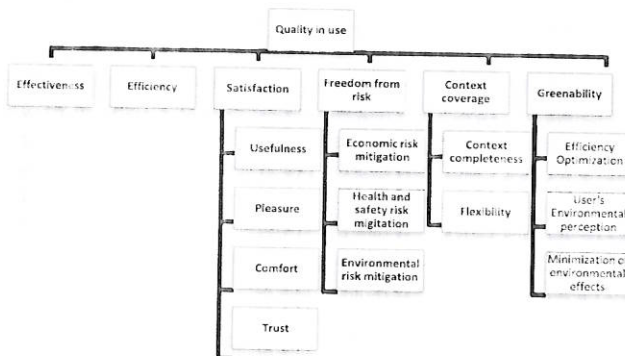 Quality in use
Effectiveness
Efficiency
Satisfaction
Freedom from
risk
Context
coverage
Greenability
Usefulness
Pleasure
Comfort
Trust
Economic risk
mitigation
Health and
safety risk
migitation
Environmental
risk mitigation
Context
completeness
Flexibility
Efficiency
Optimization
User's
Environmental
perception
Minimization of
environmental
effects